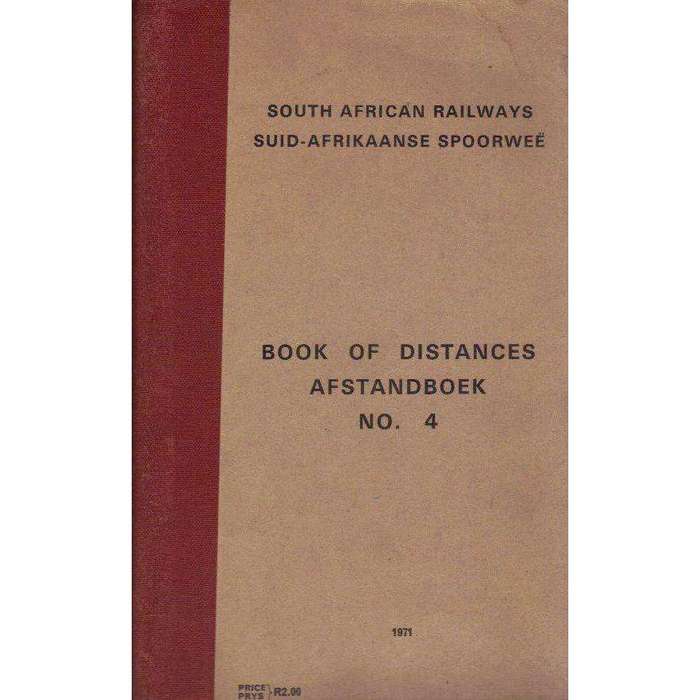 SOUTH AFRICAN RAILWAYS
SUID-AFRIKAANSE SPOORWEË
BOOK OF DISTANCES
AFSTANDBOEK
NO. 4
1971
PRICE
PRYS } R2.00